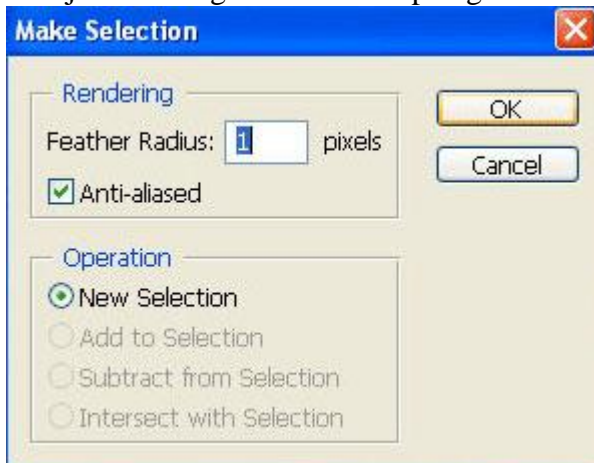 Make Selection
Rendering
Feather Radius: 1 pixels
Anti-aliased
OK
Cancel
Operation
New Selection
Add to Selection
Subtract from Selection
Intersect with Selection